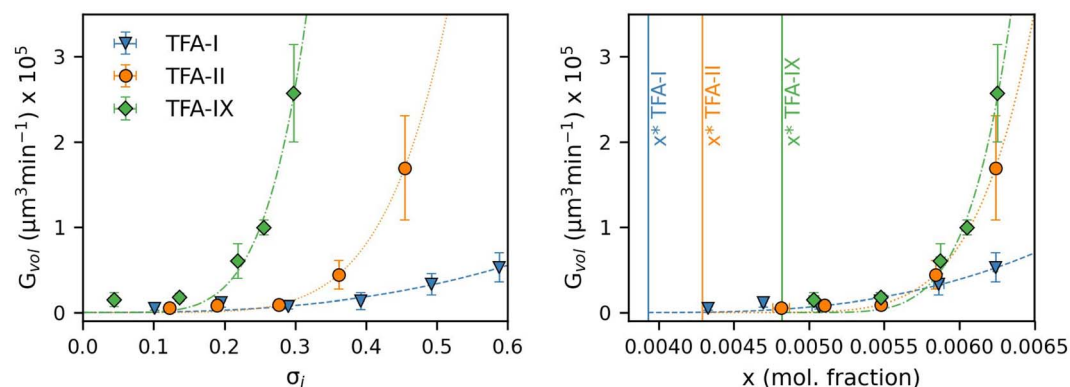 G_vol (μm³min⁻¹) x 10⁵
3
2
1
0
TFA-I
TFA-II
TFA-IX
0.0 0.1 0.2 0.3 0.4 0.5 0.6
σ_i
G_vol (μm³min⁻¹) x 10⁵
3
2
1
0
x* TFA-I
x* TFA-II
x* TFA-IX
0.0040 0.0045 0.0050 0.0055 0.0060 0.0065
x (mol. fraction)